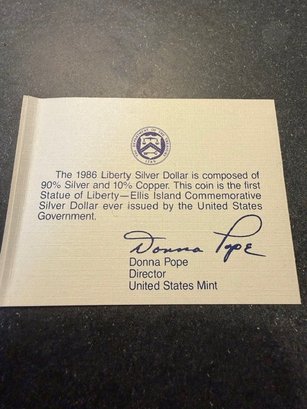 The 1986 Liberty Silver Dollar is composed of
90% Silver and 10% Copper. This coin is the first
Statue of Liberty—Ellis Island Commemorative
Silver Dollar ever issued by the United States
Government.
Donna Pope
Donna Pope
Director
United States Mint